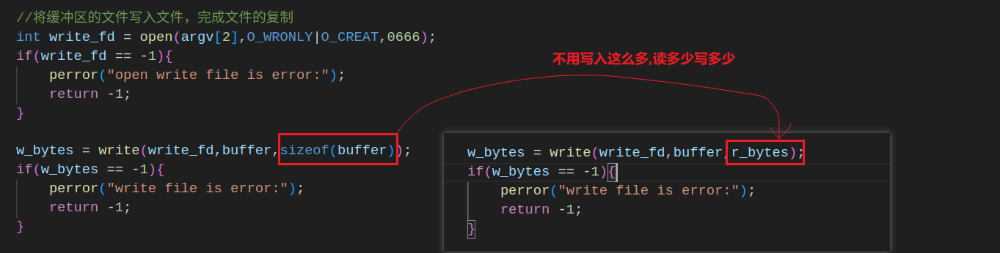 //将缓冲区的文件写入文件，完成文件的复制
int write_fd = open(argv[2],O_WRONLY|O_CREAT,0666);
if(write_fd == -1){
    perror("open write file is error:");
    return -1;
}
不用写入这么多,读多少写多少
w_bytes = write(write_fd,buffer,sizeof(buffer));
if(w_bytes == -1){
    perror("write file is error:");
    return -1;
}
w_bytes = write(write_fd,buffer,r_bytes);
if(w_bytes == -1){
    perror("write file is error:");
    return -1;
}